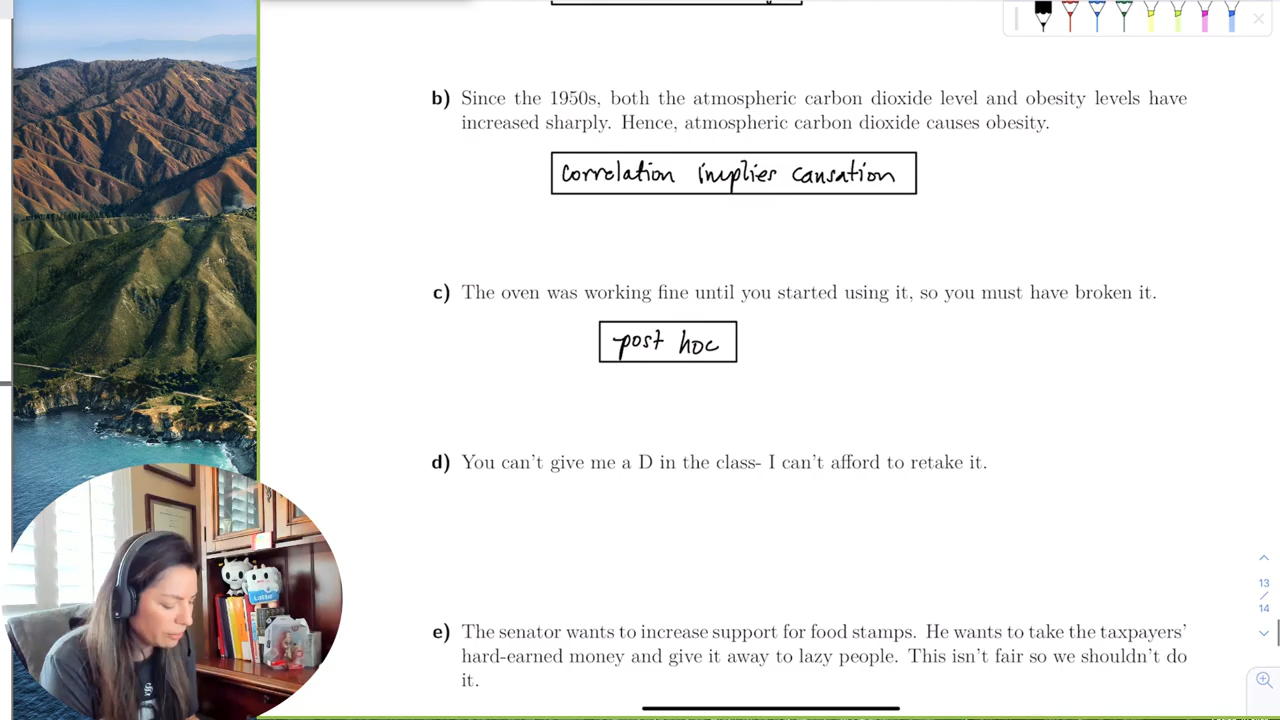 b) Since the 1950s, both the atmospheric carbon dioxide level and obesity levels have
increased sharply. Hence, atmospheric carbon dioxide causes obesity.
correlation implies causation
c) The oven was working fine until you started using it, so you must have broken it.
post hoc
d) You can't give me a D in the class- I can't afford to retake it.
e) The senator wants to increase support for food stamps. He wants to take the taxpayers'
hard-earned money and give it away to lazy people. This isn't fair so we shouldn't do
it.
13
/
14